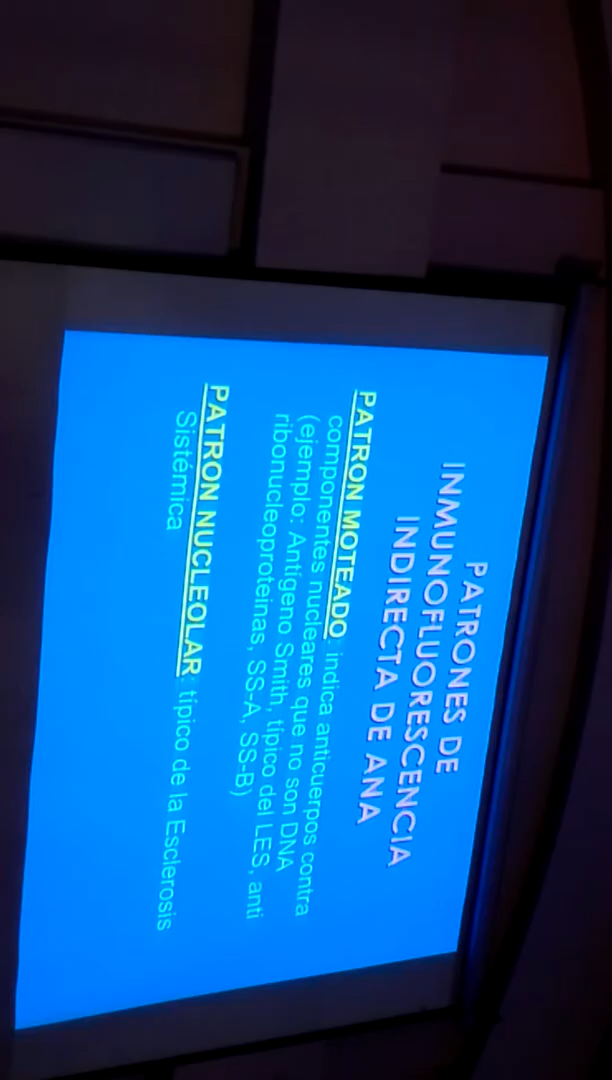 PATRONES DE
INMUNOFLUORESCENCIA
INDIRECTA DE ANA
PATRON MOTEADO: indica anticuerpos contra
componentes nucleares que no son DNA
(ejemplo: Antígeno Smith, típico del LES, anti
ribonucleoproteinas, SS-A, SS-B)
PATRON NUCLEOLAR: típico de la Esclerosis
Sistémica